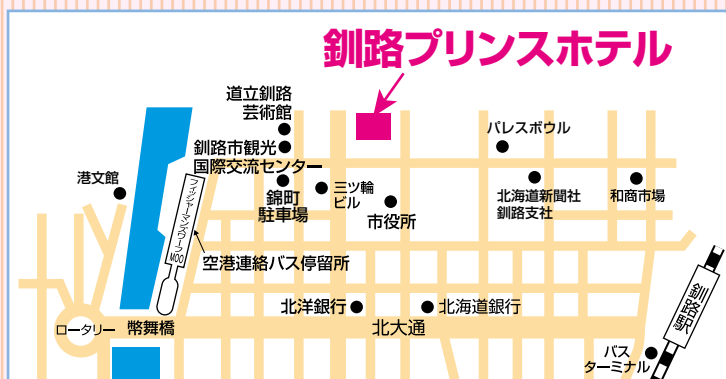 釧路プリンスホテル
道立釧路
芸術館
釧路市観光
国際交流センター
パレスボウル
港文館
錦町
駐車場
三ツ輪
ビル
市役所
北海道新聞社
釧路支社
和商市場
フィッシャーマンズワーフ
MOO
空港連絡バス停留所
釧路駅
北洋銀行
北海道銀行
ロータリー
幣舞橋
北大通
バス
ターミナル